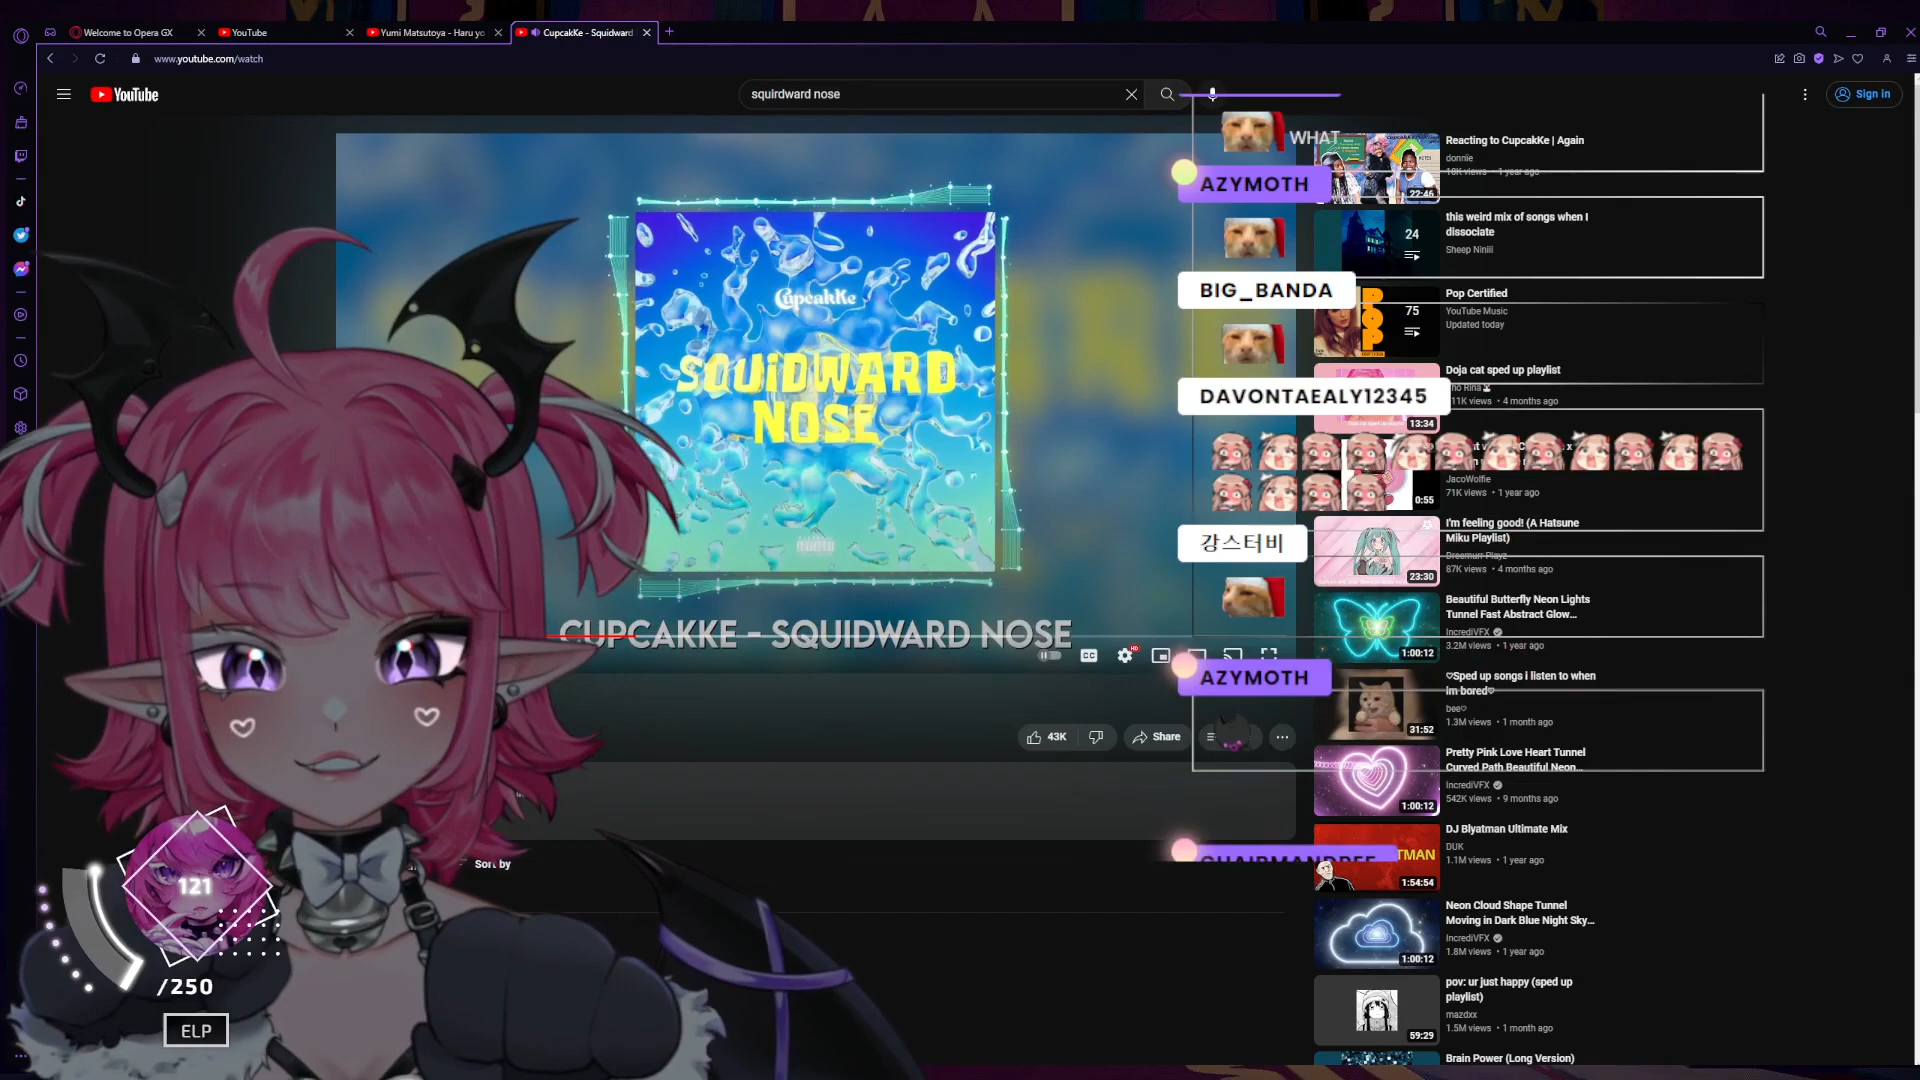 Welcome to Opera GX
YouTube
Yumi Matsutoya - Haru yo
CupcakKe - Squidward
www.youtube.com/watch
YouTube
squirdward nose
Sign in
CupcakKe
SQUIDWARD
NOSE
CUPCAKKE - SQUIDWARD NOSE
CC
HD
43K
Share
Sort by
121
/250
ELP
WHAT
AZYMOTH
BIG_BANDA
DAVONTAEALY12345
강스터비
AZYMOTH
Reacting to CupcakKe | Again
donnie
18K views • 1 year ago
22:46
this weird mix of songs when I
dissociate
Sheep Niniii
24
Pop Certified
YouTube Music
Updated today
75
POP
Doja cat sped up playlist
11K views • 4 months ago
13:34
JacoWolfie
71K views • 1 year ago
0:55
I'm feeling good! (A Hatsune
Miku Playlist)
87K views • 4 months ago
23:30
Beautiful Butterfly Neon Lights
Tunnel Fast Abstract Glow...
IncrediVFX
3.2M views • 1 year ago
1:00:12
♡Sped up songs i listen to when
im bored♡
bee♡
1.3M views • 1 month ago
31:52
Pretty Pink Love Heart Tunnel
Curved Path Beautiful Neon...
IncrediVFX
542K views • 9 months ago
1:00:12
DJ Blyatman Ultimate Mix
DUK
1.1M views • 1 year ago
TMAN
1:54:54
Neon Cloud Shape Tunnel
Moving in Dark Blue Night Sky...
IncrediVFX
1.8M views • 1 year ago
1:00:12
pov: ur just happy (sped up
playlist)
mazdxx
1.5M views • 1 month ago
59:29
Brain Power (Long Version)